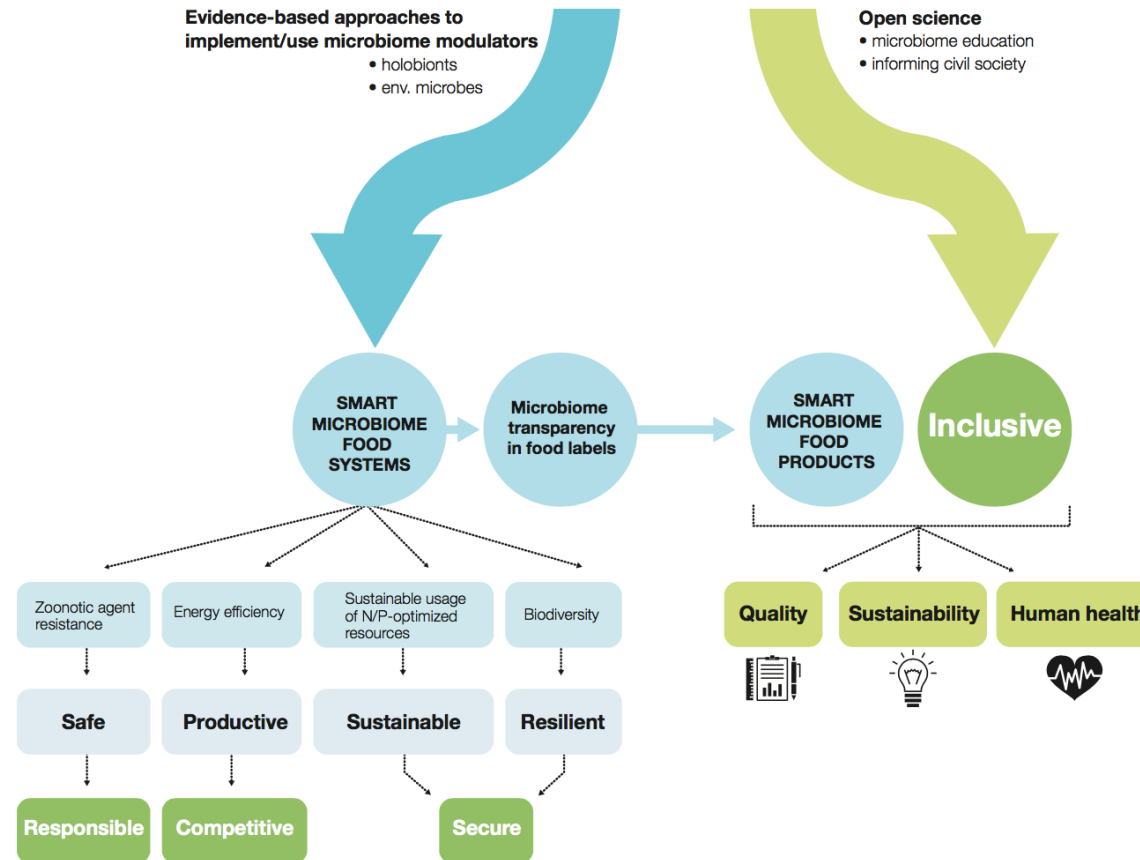 Evidence-based approaches to
implement/use microbiome modulators
• holobionts
• env. microbes
Open science
• microbiome education
• informing civil society
SMART
MICROBIOME
FOOD
SYSTEMS
Microbiome
transparency
in food labels
SMART
MICROBIOME
FOOD
PRODUCTS
Inclusive
Zoonotic agent
resistance
Energy efficiency
Sustainable usage
of N/P-optimized
resources
Biodiversity
Quality
Sustainability
Human health
Safe
Productive
Sustainable
Resilient
Responsible
Competitive
Secure